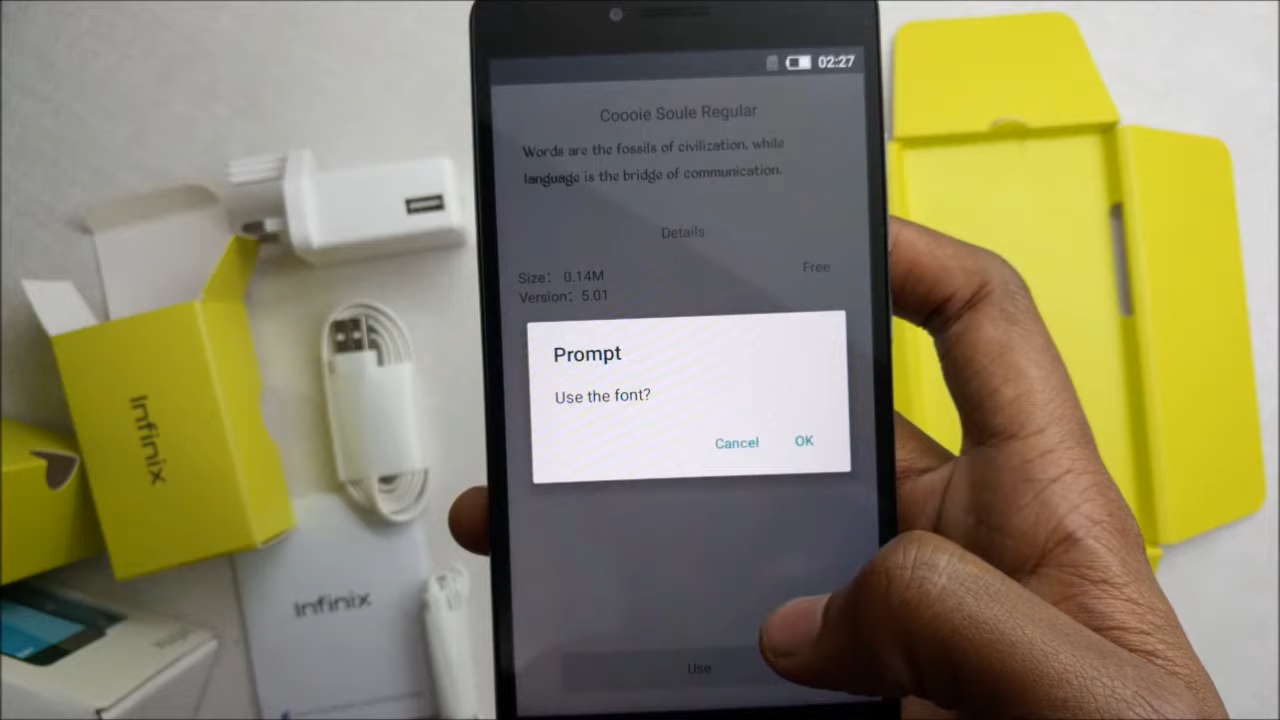 02:27
Coooie Soule Regular
Words are the fossils of civilization, while
language is the bridge of communication.
Details
Size: 0.14M
Free
Version: 5.01
Prompt
Use the font?
Cancel
OK
Use
Infinix
Infinix